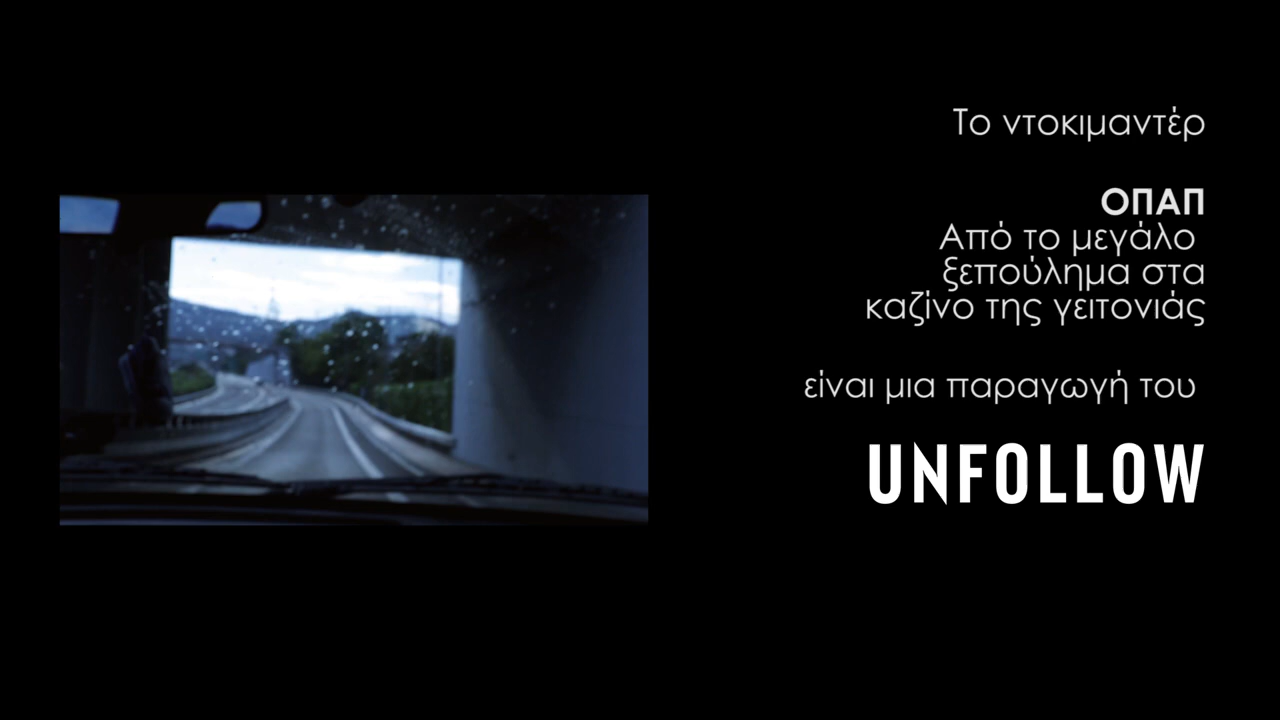 Το ντοκιμαντέρ
ΟΠΑΠ
Από το μεγάλο
ξεπούλημα στα
καζίνο της γειτονιάς
είναι μια παραγωγή του
UNFOLLOW